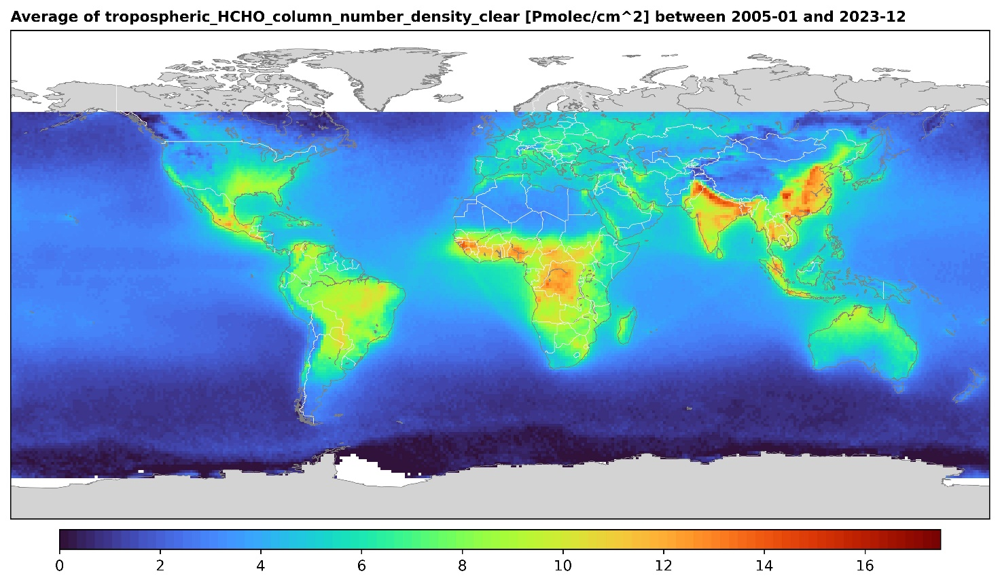 Average of tropospheric_HCHO_column_number_density_clear [Pmolec/cm^2] between 2005-01 and 2023-12
0 2 4 6 8 10 12 14 16